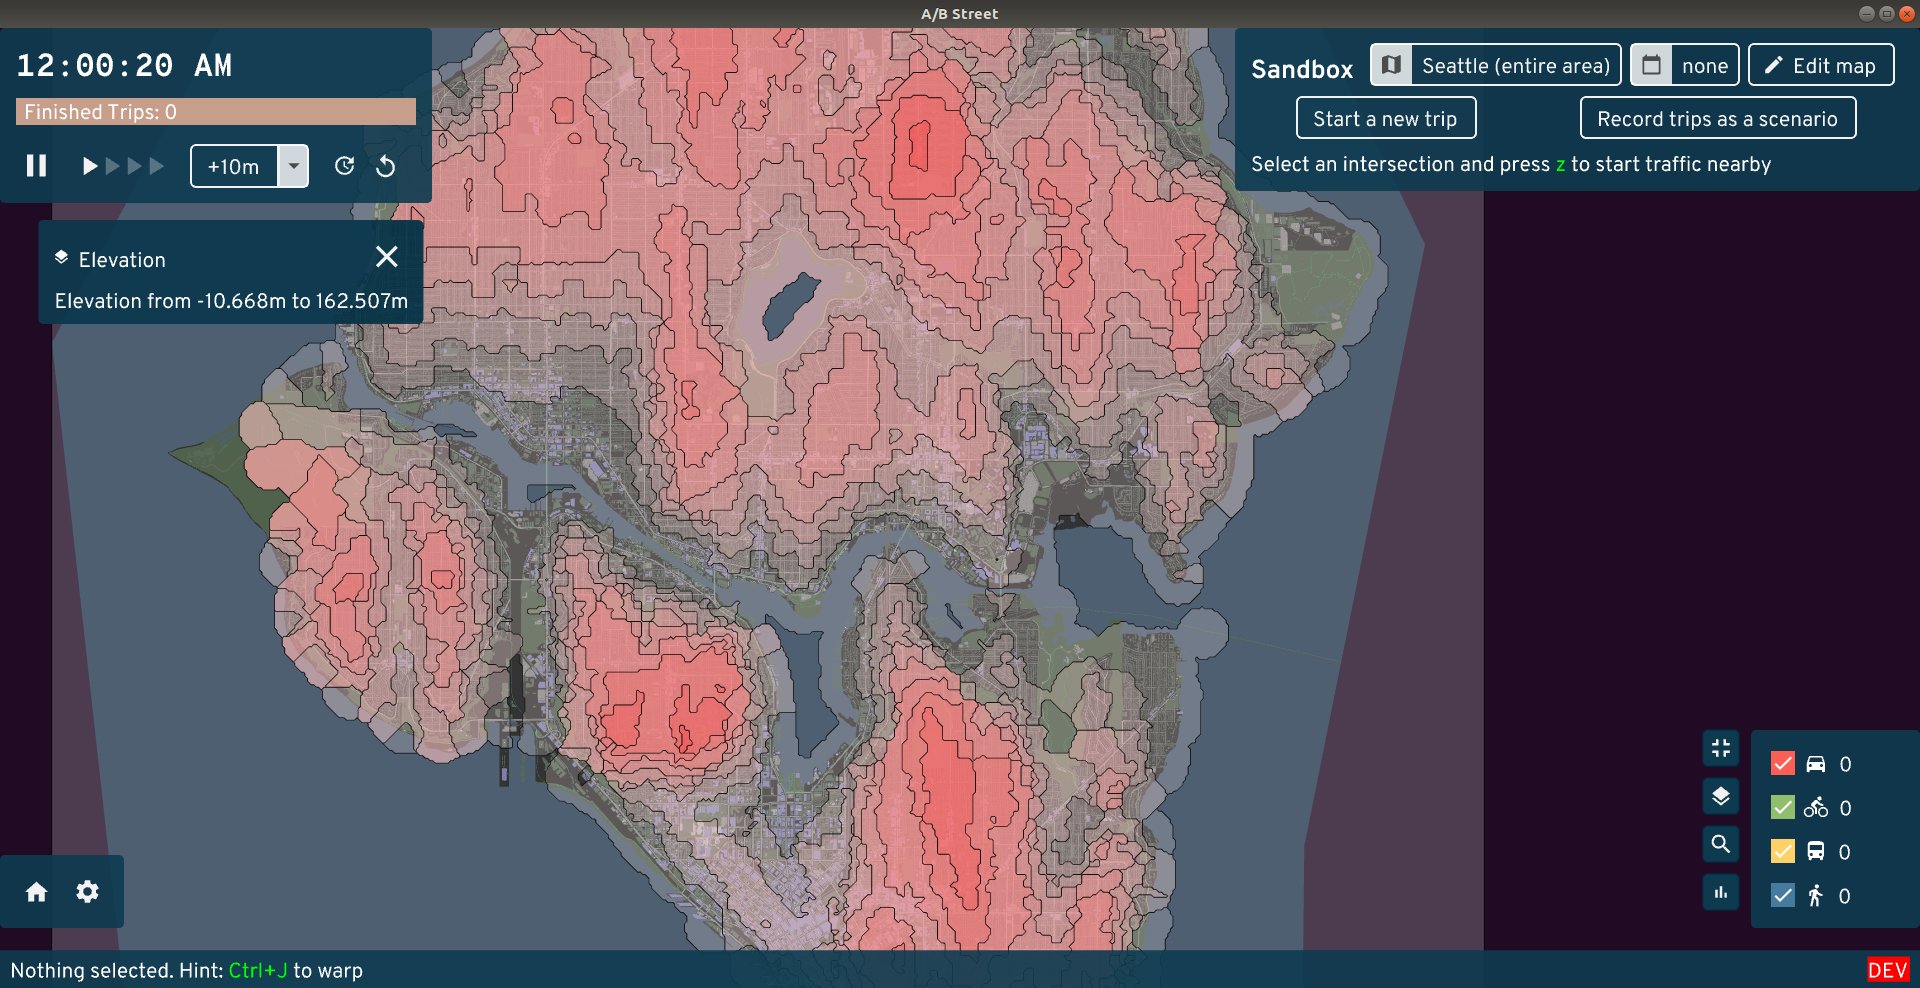 A/B Street
12:00:20 AM
Finished Trips: 0
+10m
Elevation
Elevation from -10.668m to 162.507m
Sandbox
Seattle (entire area)
none
Edit map
Start a new trip
Record trips as a scenario
Select an intersection and press z to start traffic nearby
0
0
0
0
Nothing selected. Hint: Ctrl+J to warp
DEV